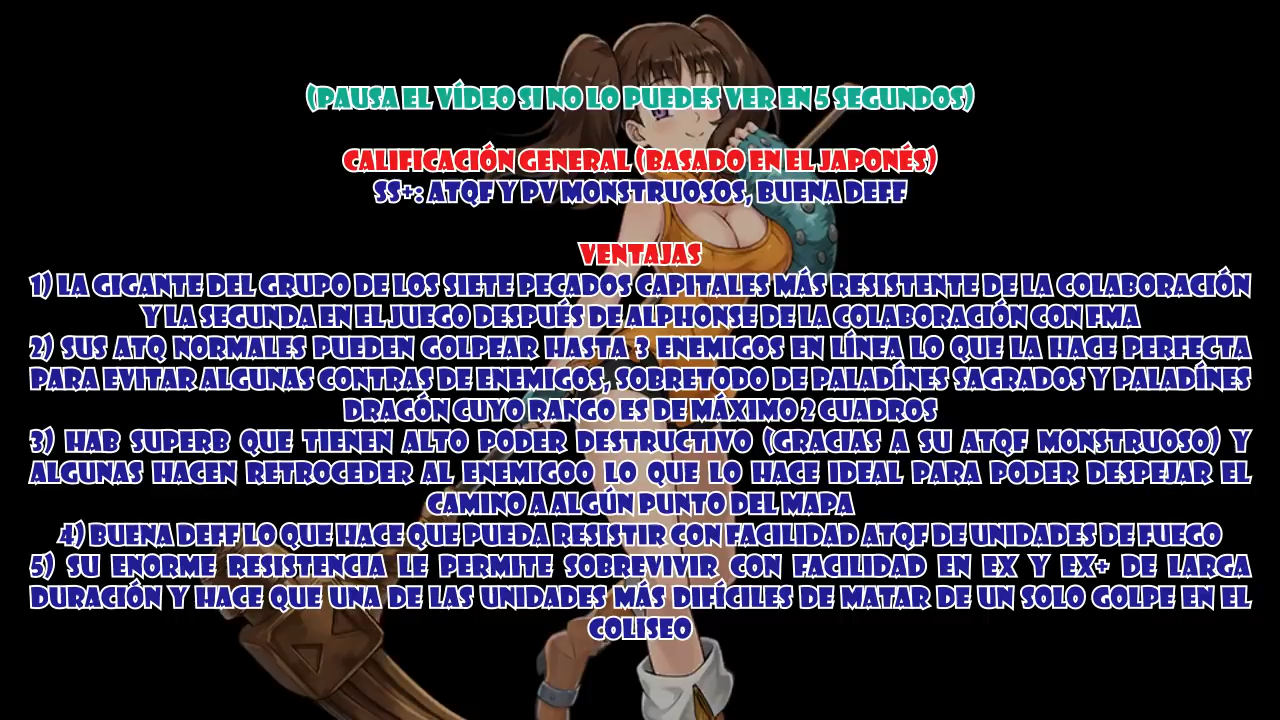 (PAUSA EL VÍDEO SI NO LO PUEDES VER EN 5 SEGUNDOS)
CALIFICACIÓN GENERAL (BASADO EN EL JAPONÉS)
SS+: ATQF Y PV MONSTRUOSOS, BUENA DEFF
VENTAJAS
1) LA GIGANTE DEL GRUPO DE LOS SIETE PECADOS CAPITALES MÁS RESISTENTE DE LA COLABORACIÓN
Y LA SEGUNDA EN EL JUEGO DESPUÉS DE ALPHONSE DE LA COLABORACIÓN CON FMA
2) SUS ATQ NORMALES PUEDEN GOLPEAR HASTA 3 ENEMIGOS EN LÍNEA LO QUE LA HACE PERFECTA
PARA EVITAR ALGUNAS CONTRAS DE ENEMIGOS, SOBRETODO DE PALADÍNES SAGRADOS Y PALADÍNES
DRAGÓN CUYO RANGO ES DE MÁXIMO 2 CUADROS
3) HAB SUPERB QUE TIENEN ALTO PODER DESTRUCTIVO (GRACIAS A SU ATQF MONSTRUOSO) Y
ALGUNAS HACEN RETROCEDER AL ENEMIGOO LO QUE LO HACE IDEAL PARA PODER DESPEJAR EL
CAMINO A ALGÚN PUNTO DEL MAPA
4) BUENA DEFF LO QUE HACE QUE PUEDA RESISTIR CON FACILIDAD ATQF DE UNIDADES DE FUEGO
5) SU ENORME RESISTENCIA LE PERMITE SOBREVIVIR CON FACILIDAD EN EX Y EX+ DE LARGA
DURACIÓN Y HACE QUE UNA DE LAS UNIDADES MÁS DIFÍCILES DE MATAR DE UN SOLO GOLPE EN EL
COLISEO